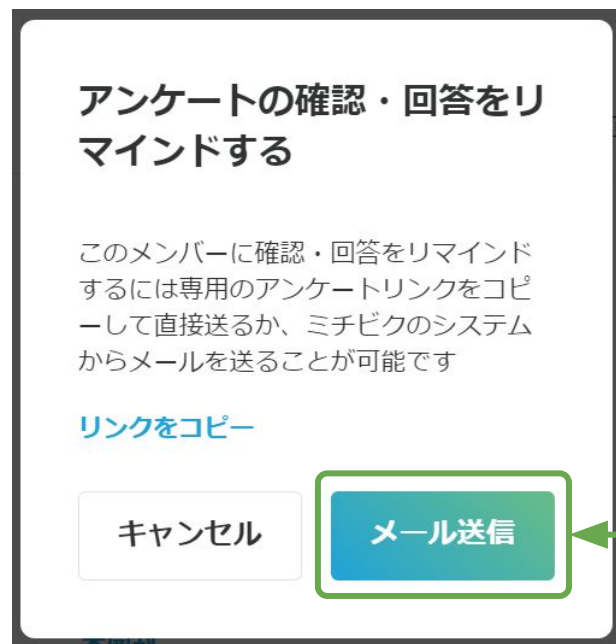 アンケートの確認・回答をリ
マインドする
このメンバーに確認・回答をリマインド
するには専用のアンケートリンクをコピ
ーして直接送るか、ミチビクのシステム
からメールを送ることが可能です
リンクをコピー
キャンセル
メール送信